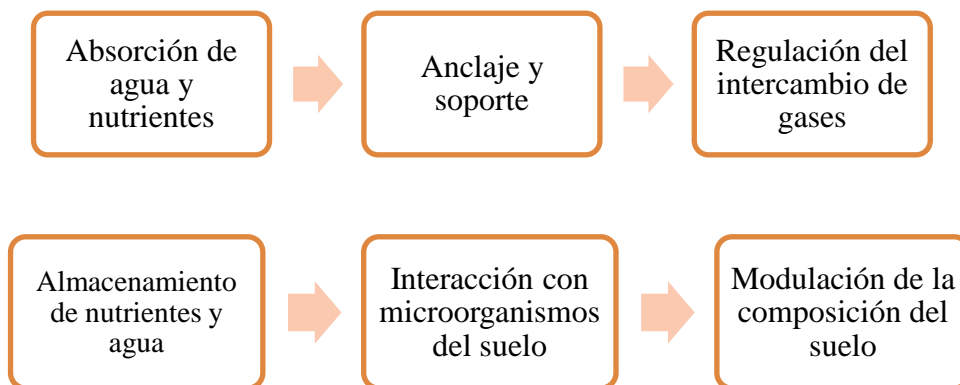 Absorción de
agua y
nutrientes
Anclaje y
soporte
Regulación del
intercambio de
gases
Almacenamiento
de nutrientes y
agua
Interacción con
microorganismos
del suelo
Modulación de la
composición del
suelo